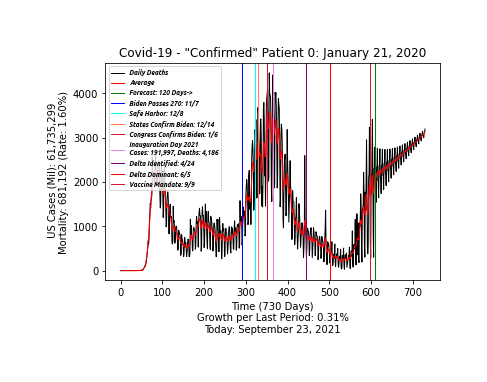 Covid-19 - "Confirmed" Patient 0: January 21, 2020
Daily Deaths
Average
Forecast: 120 Days->
Biden Passes 270: 11/7
Safe Harbor: 12/8
States Confirm Biden: 12/14
Congress Confirms Biden: 1/6
Inauguration Day 2021
Cases: 191,997, Deaths: 4,186
Delta Identified: 4/24
Delta Dominant: 6/5
Vaccine Mandate: 9/9
US Cases (Mil): 61,735,299
Mortality: 681,192 (Rate: 1.60%)
4000
3000
2000
1000
0
0 100 200 300 400 500 600 700
Time (730 Days)
Growth per Last Period: 0.31%
Today: September 23, 2021